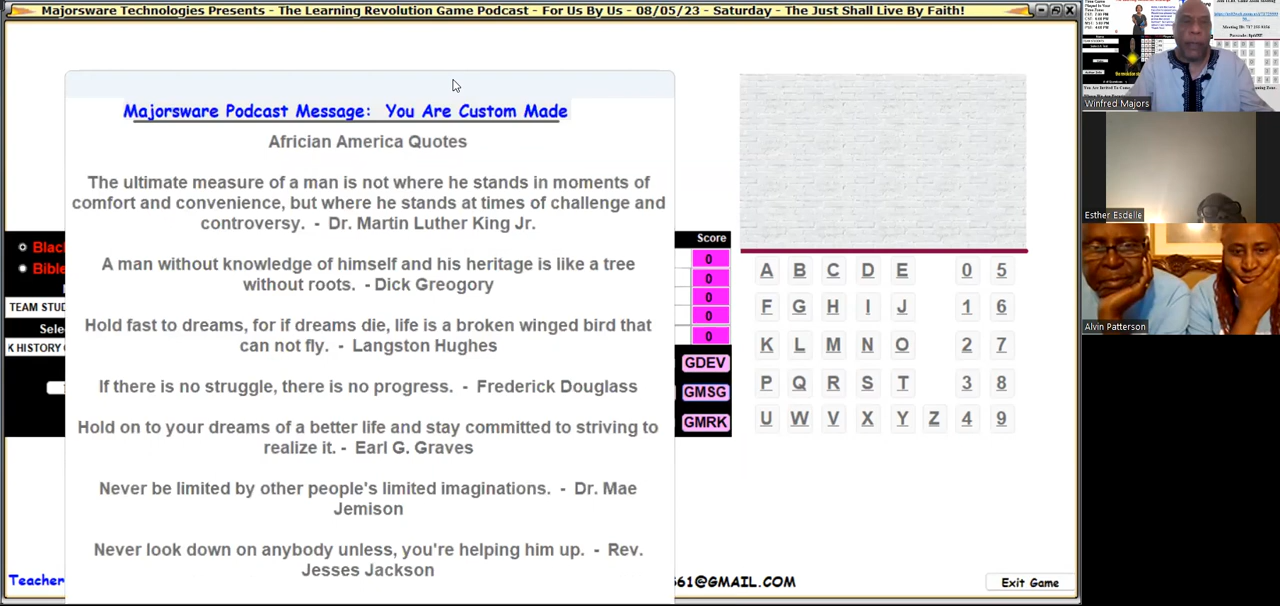 Majorsware Technologies Presents - The Learning Revolution Game Podcast - For Us By Us - 08/05/23 - Saturday - The Just Shall Live By Faith!
Majorsware Podcast Message: You Are Custom Made
Africian America Quotes
The ultimate measure of a man is not where he stands in moments of
comfort and convenience, but where he stands at times of challenge and
controversy. - Dr. Martin Luther King Jr.
A man without knowledge of himself and his heritage is like a tree
without roots. - Dick Greogory
Hold fast to dreams, for if dreams die, life is a broken winged bird that
can not fly. - Langston Hughes
If there is no struggle, there is no progress. - Frederick Douglass
Hold on to your dreams of a better life and stay committed to striving to
realize it. - Earl G. Graves
Never be limited by other people's limited imaginations. - Dr. Mae
Jemison
Never look down on anybody unless, you're helping him up. - Rev.
Jesses Jackson
Blac
Bible
TEAM STUD
Selec
K HISTORY
Teacher
Score
0
0
0
0
0
GDEV
GMSG
GMRK
61@GMAIL.COM
A B C D E 0 5
F G H I J 1 6
K L M N O 2 7
P Q R S T 3 8
U W V X Y Z 4 9
Exit Game
Winfred Majors
Esther Esdelle
Alvin Patterson